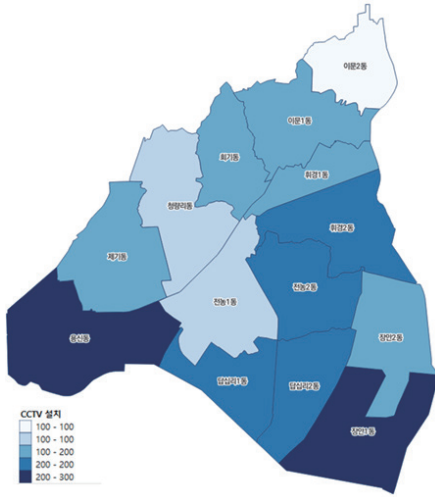 이문2동
이문1동
회기동
휘경1동
청량리동
휘경2동
제기동
전농2동
전농1동
용신동
장안2동
답십리1동
답십리2동
장안1동
CCTV 설치
100 - 100
100 - 100
100 - 200
200 - 200
200 - 300